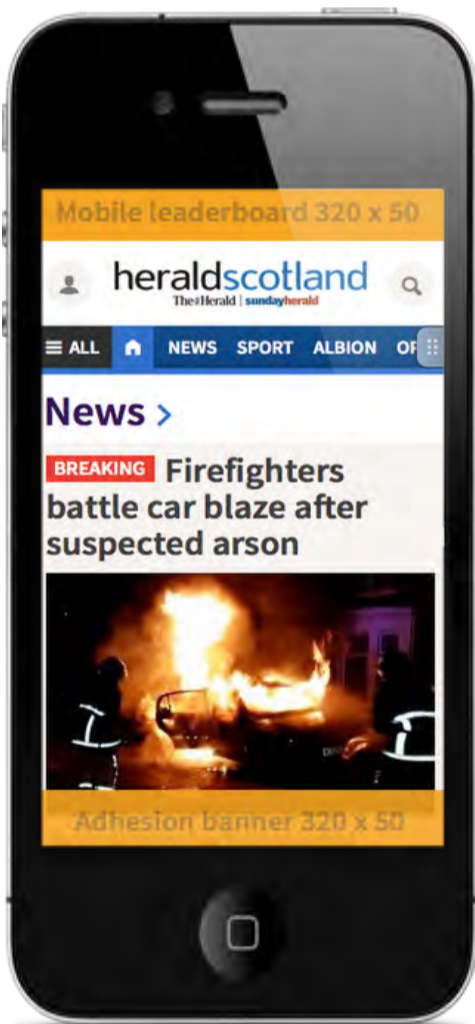 Mobile leaderboard 320 x 50
heraldscotland
The Herald | sundayherald
ALL NEWS SPORT ALBION OP
News >
BREAKING Firefighters
battle car blaze after
suspected arson
Adhesion banner 320 x 50